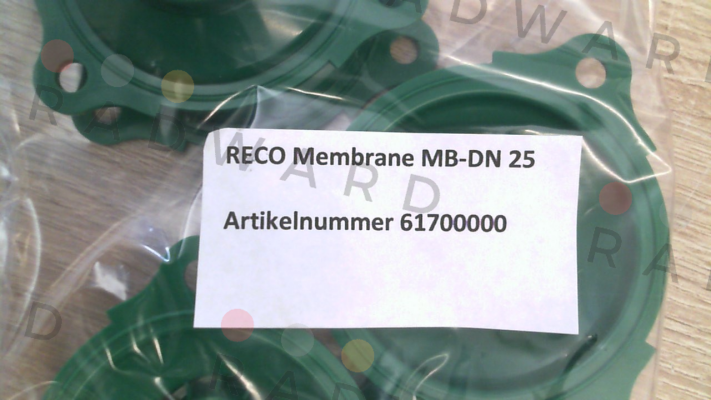 RECO Membrane MB-DN 25
Artikelnummer 61700000